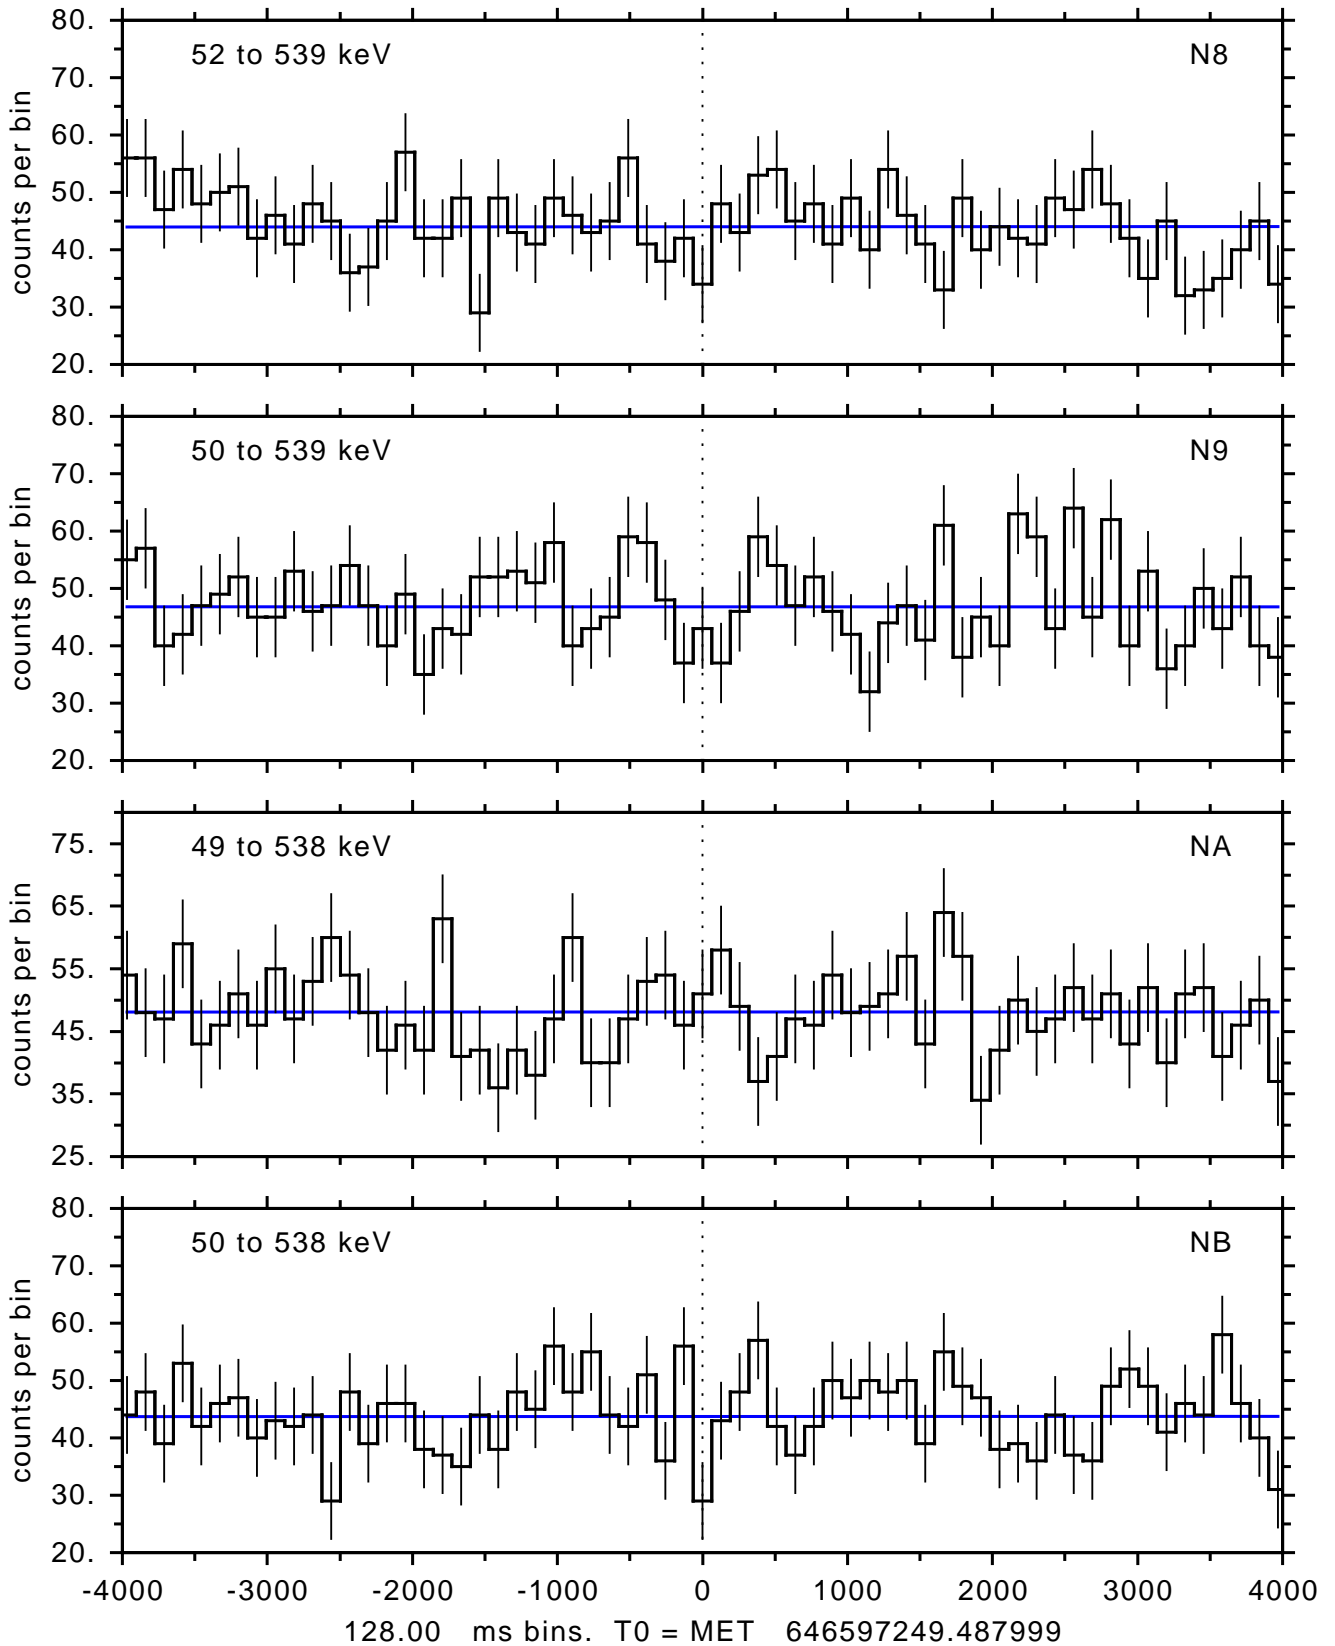 80.
52 to 539 keV N8
70.
60.
50.
40.
30.
20.
counts per bin
80.
50 to 539 keV N9
70.
60.
50.
40.
30.
20.
counts per bin
75.
49 to 538 keV NA
65.
55.
45.
35.
25.
counts per bin
80.
50 to 538 keV NB
70.
60.
50.
40.
30.
20.
counts per bin
-4000 -3000 -2000 -1000 0 1000 2000 3000 4000
128.00 ms bins. T0 = MET 646597249.487999